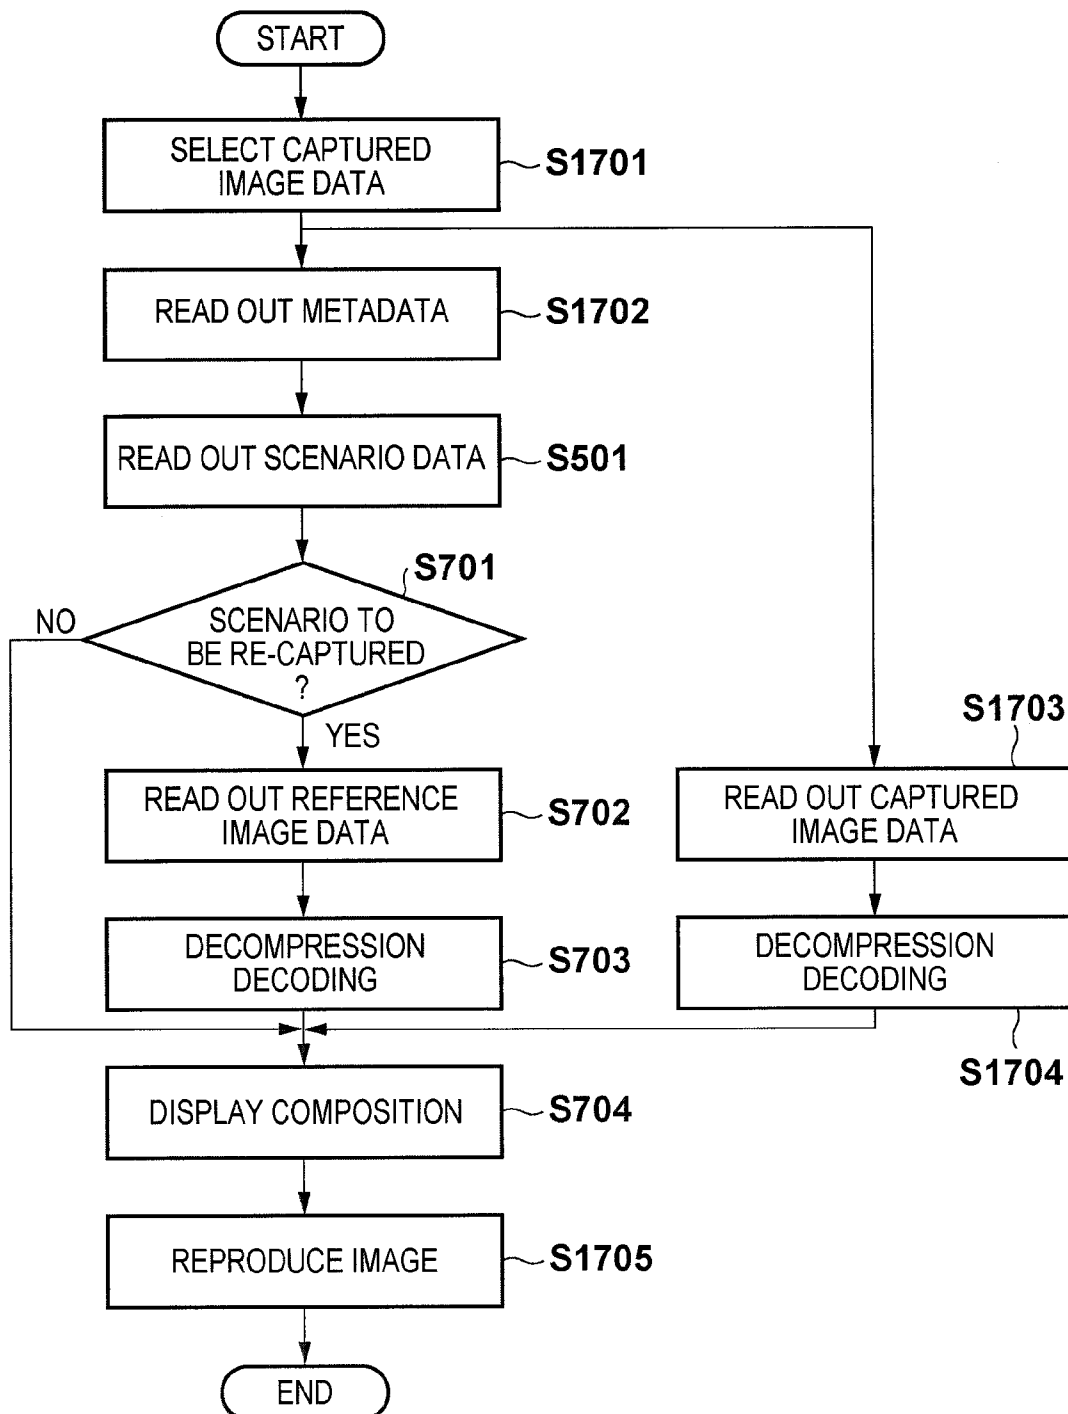 START
SELECT CAPTURED
IMAGE DATA
S1701
READ OUT METADATA
S1702
READ OUT SCENARIO DATA
S501
S701
NO
SCENARIO TO
BE RE-CAPTURED
?
YES
S1703
READ OUT REFERENCE
IMAGE DATA
S702
READ OUT CAPTURED
IMAGE DATA
DECOMPRESSION
DECODING
S703
DECOMPRESSION
DECODING
S1704
DISPLAY COMPOSITION
S704
REPRODUCE IMAGE
S1705
END